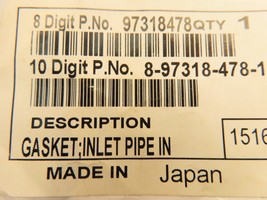 8 Digit P.No. 97318478 QTY 1
10 Digit P.No. 8-97318-478-1
DESCRIPTION
GASKET;INLET PIPE IN 1516
MADE IN Japan